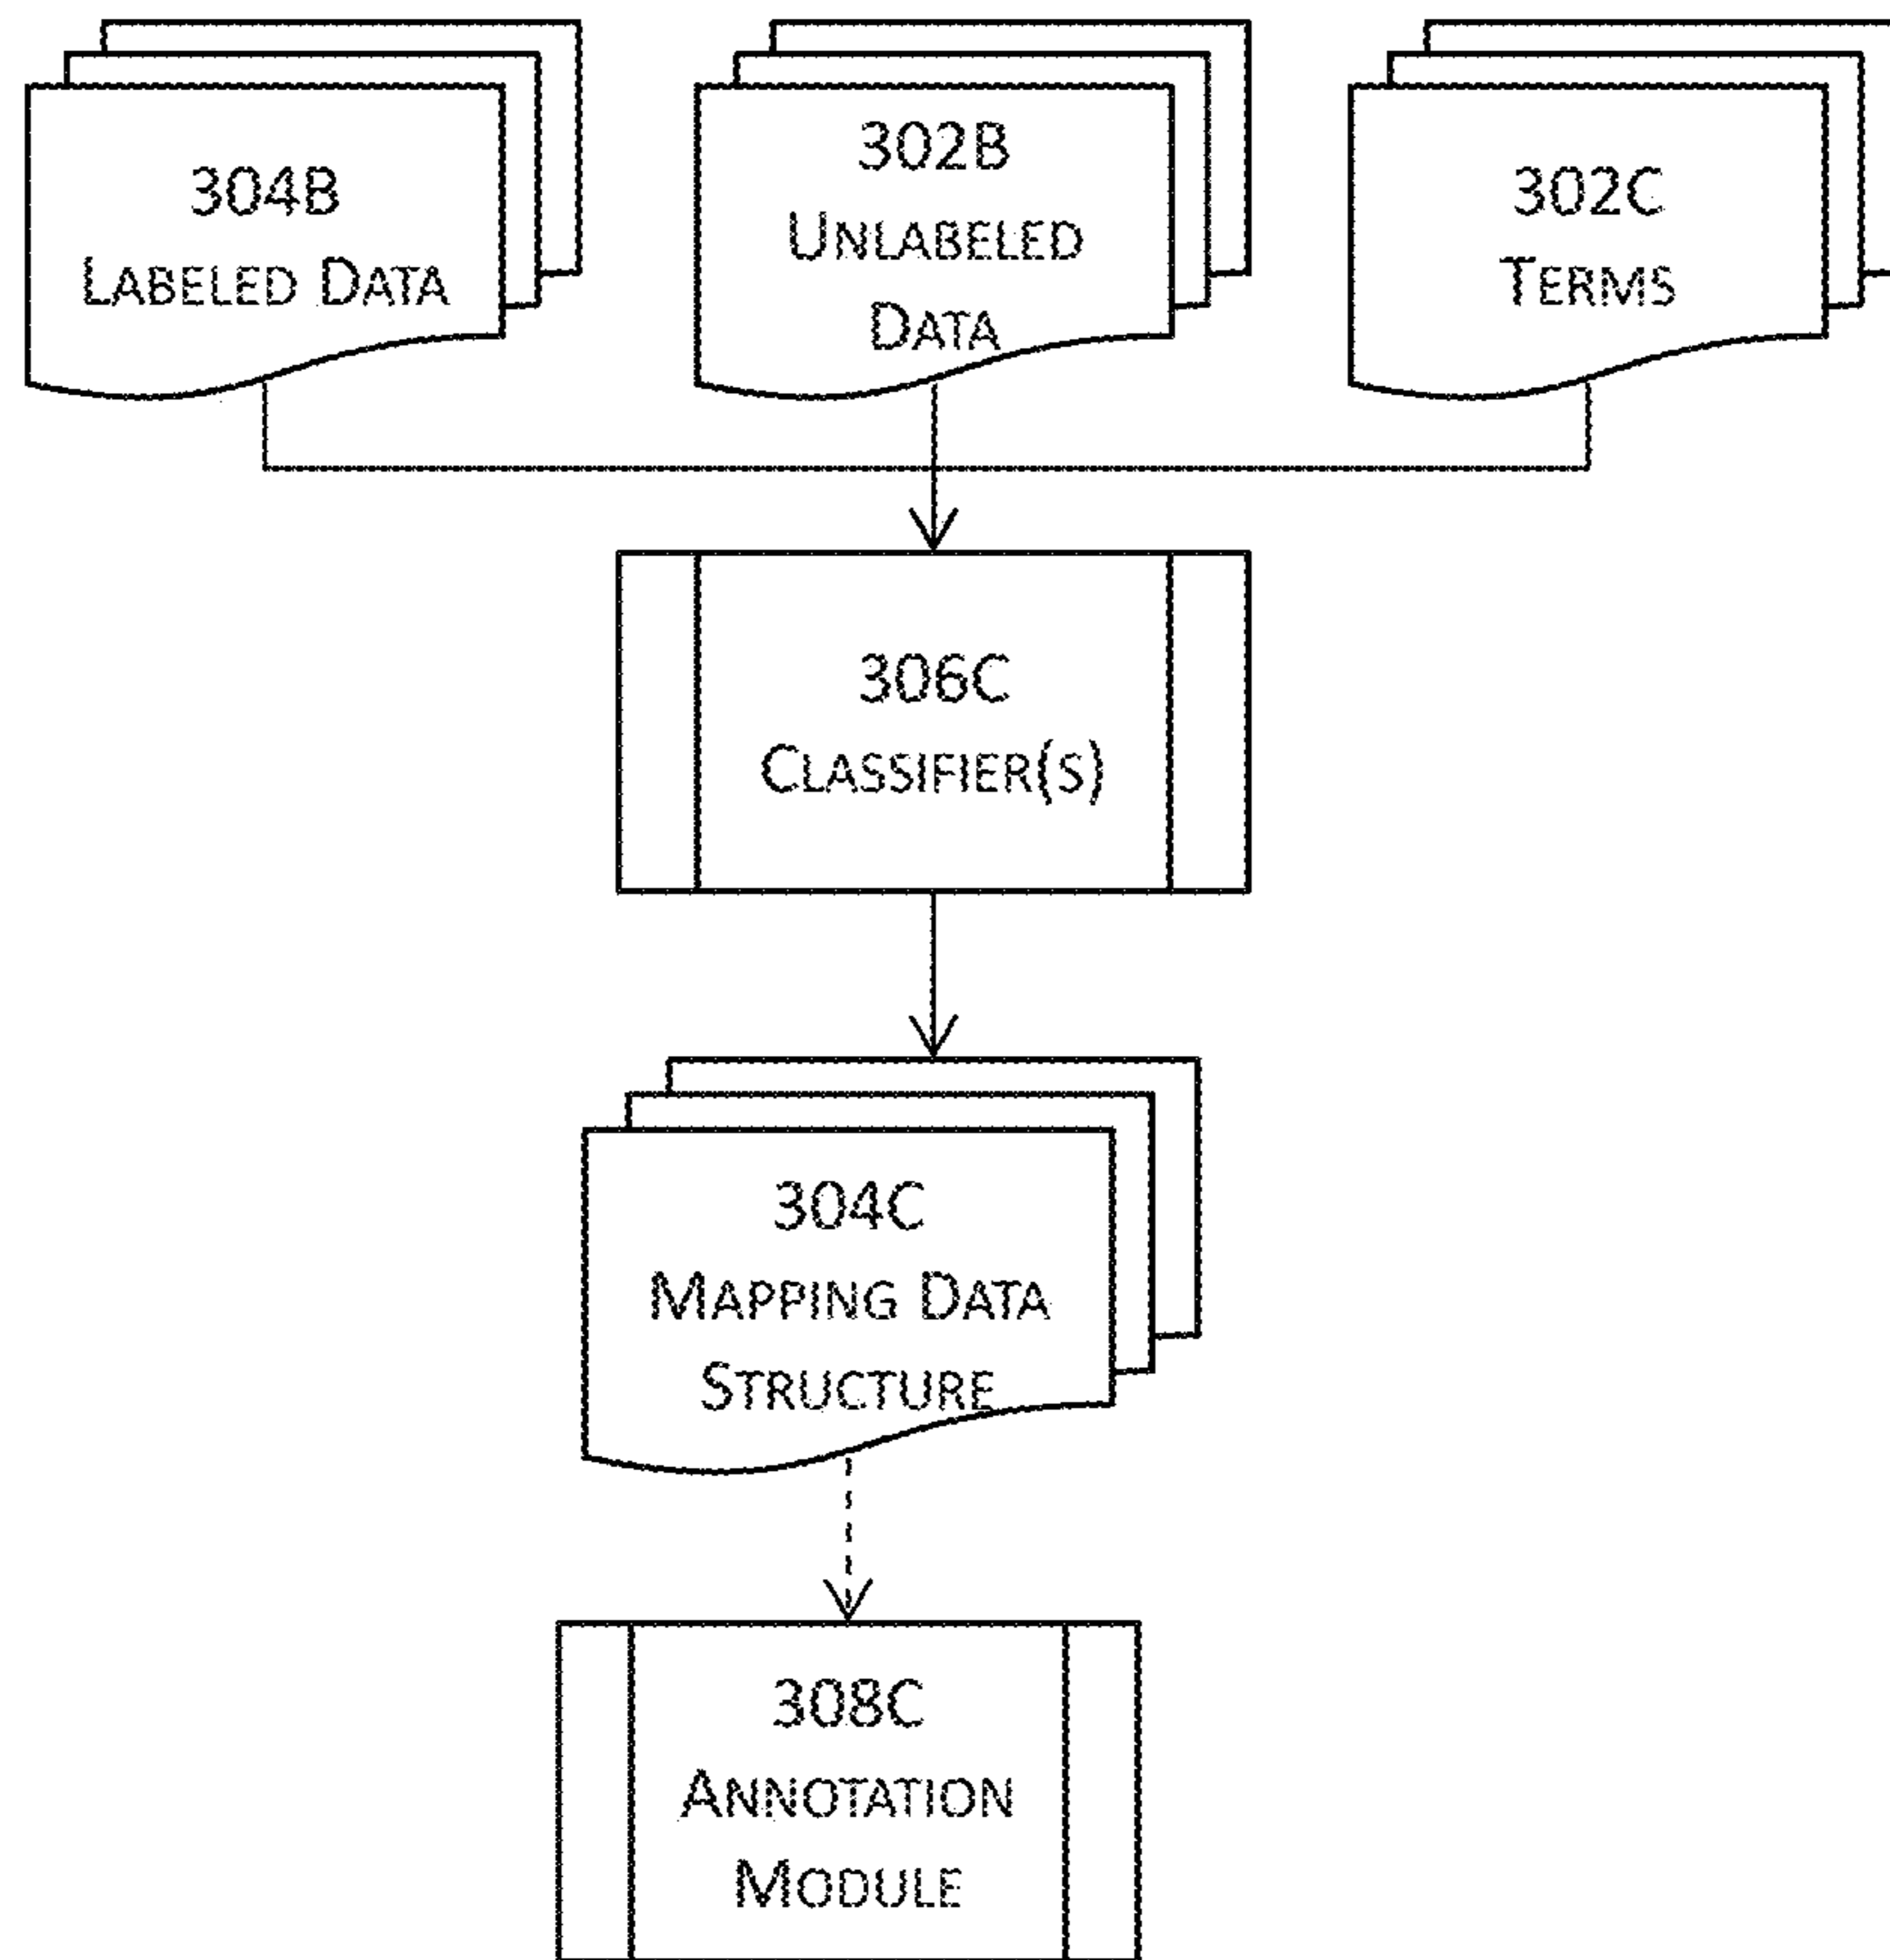 304B
LABELED DATA
302B
UNLABELED
DATA
302C
TERMS
306C
CLASSIFIER(S)
304C
MAPPING DATA
STRUCTURE
308C
ANNOTATION
MODULE